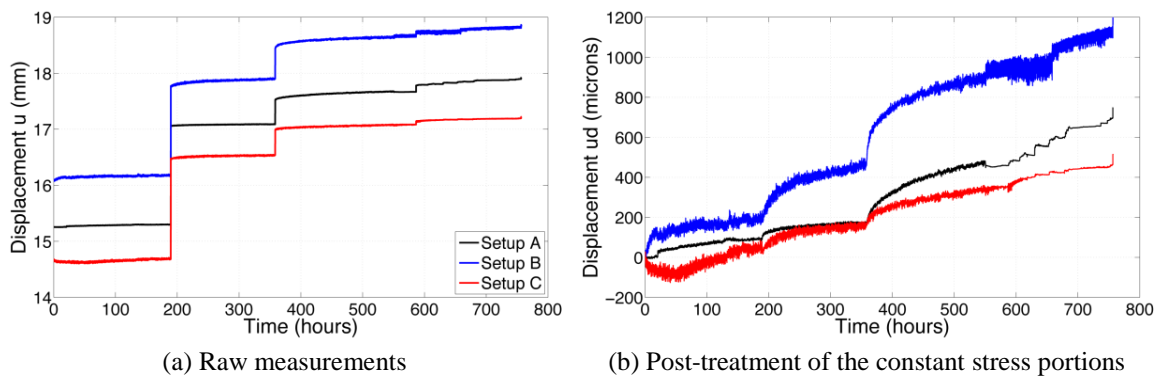 19
18
17
16
15
14
Displacement u (mm)
0 100 200 300 400 500 600 700 800
Time (hours)
Setup A
Setup B
Setup C
(a) Raw measurements
1200
1000
800
600
400
200
0
−200
Displacement ud (microns)
0 100 200 300 400 500 600 700 800
Time (hours)
(b) Post-treatment of the constant stress portions